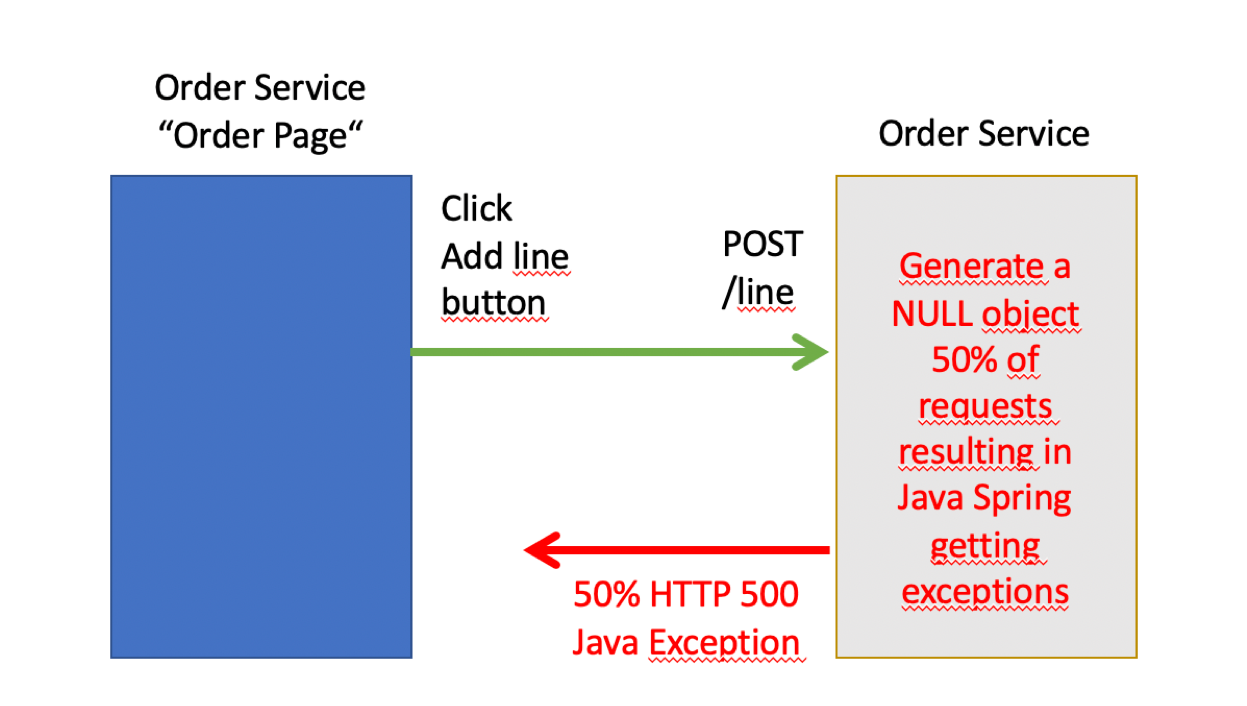 Order Service
“Order Page“
Order Service
Click
Add line
button
POST
/line
Generate a
NULL object
50% of
requests
resulting in
Java Spring
getting
exceptions
50% HTTP 500
Java Exception